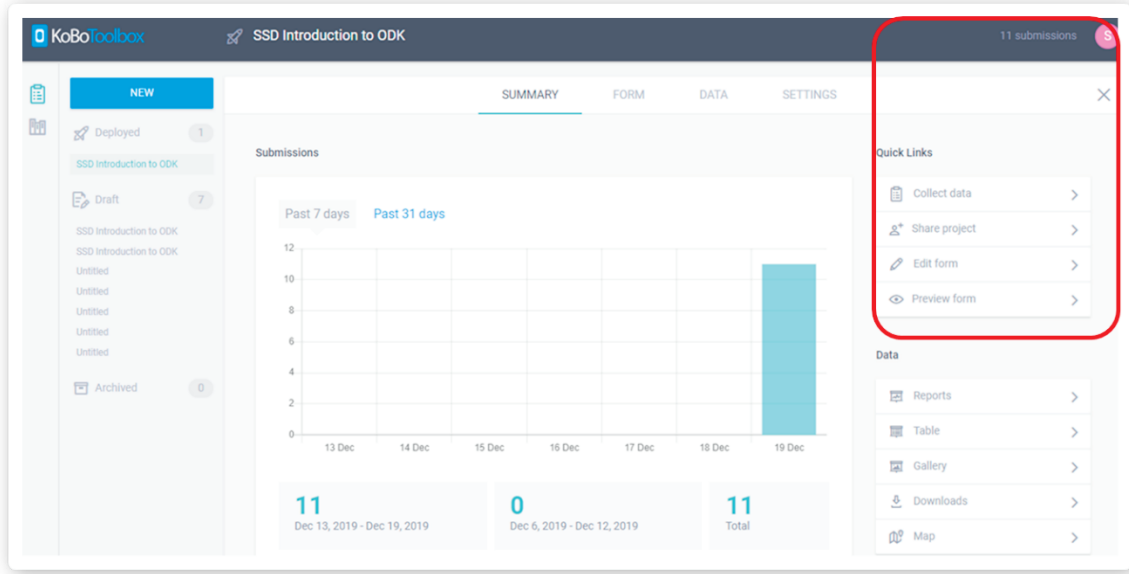 KoBoToolbox
SSD Introduction to ODK
11 submissions
S
NEW
Deployed 1
SSD Introduction to ODK
Draft 7
SSD Introduction to ODK
SSD Introduction to ODK
Untitled
Untitled
Untitled
Untitled
Untitled
Archived 0
SUMMARY FORM DATA SETTINGS
Submissions
Past 7 days Past 31 days
12
10
8
6
4
2
0
13 Dec 14 Dec 15 Dec 16 Dec 17 Dec 18 Dec 19 Dec
11
Dec 13, 2019 - Dec 19, 2019
0
Dec 6, 2019 - Dec 12, 2019
11
Total
Quick Links
Collect data
Share project
Edit form
Preview form
Data
Reports
Table
Gallery
Downloads
Map